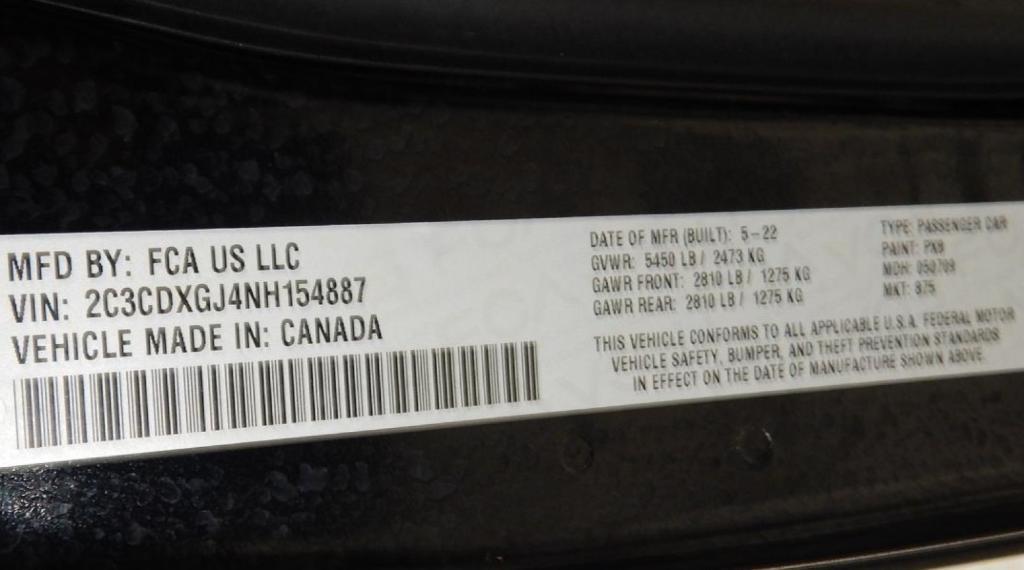 MFD BY: FCA US LLC
VIN: 2C3CDXGJ4NH154887
VEHICLE MADE IN: CANADA
DATE OF MFR (BUILT): 5-22
GVWR: 5450 LB / 2473 KG
GAWR FRONT: 2810 LB / 1275 KG
GAWR REAR: 2810 LB / 1275 KG
TYPE: PASSENGER CAR
PAINT: PX8
MDH: 050709
MKT: 875
THIS VEHICLE CONFORMS TO ALL APPLICABLE U.S.A. FEDERAL MOTOR
VEHICLE SAFETY, BUMPER, AND THEFT PREVENTION STANDARDS
IN EFFECT ON THE DATE OF MANUFACTURE SHOWN ABOVE.